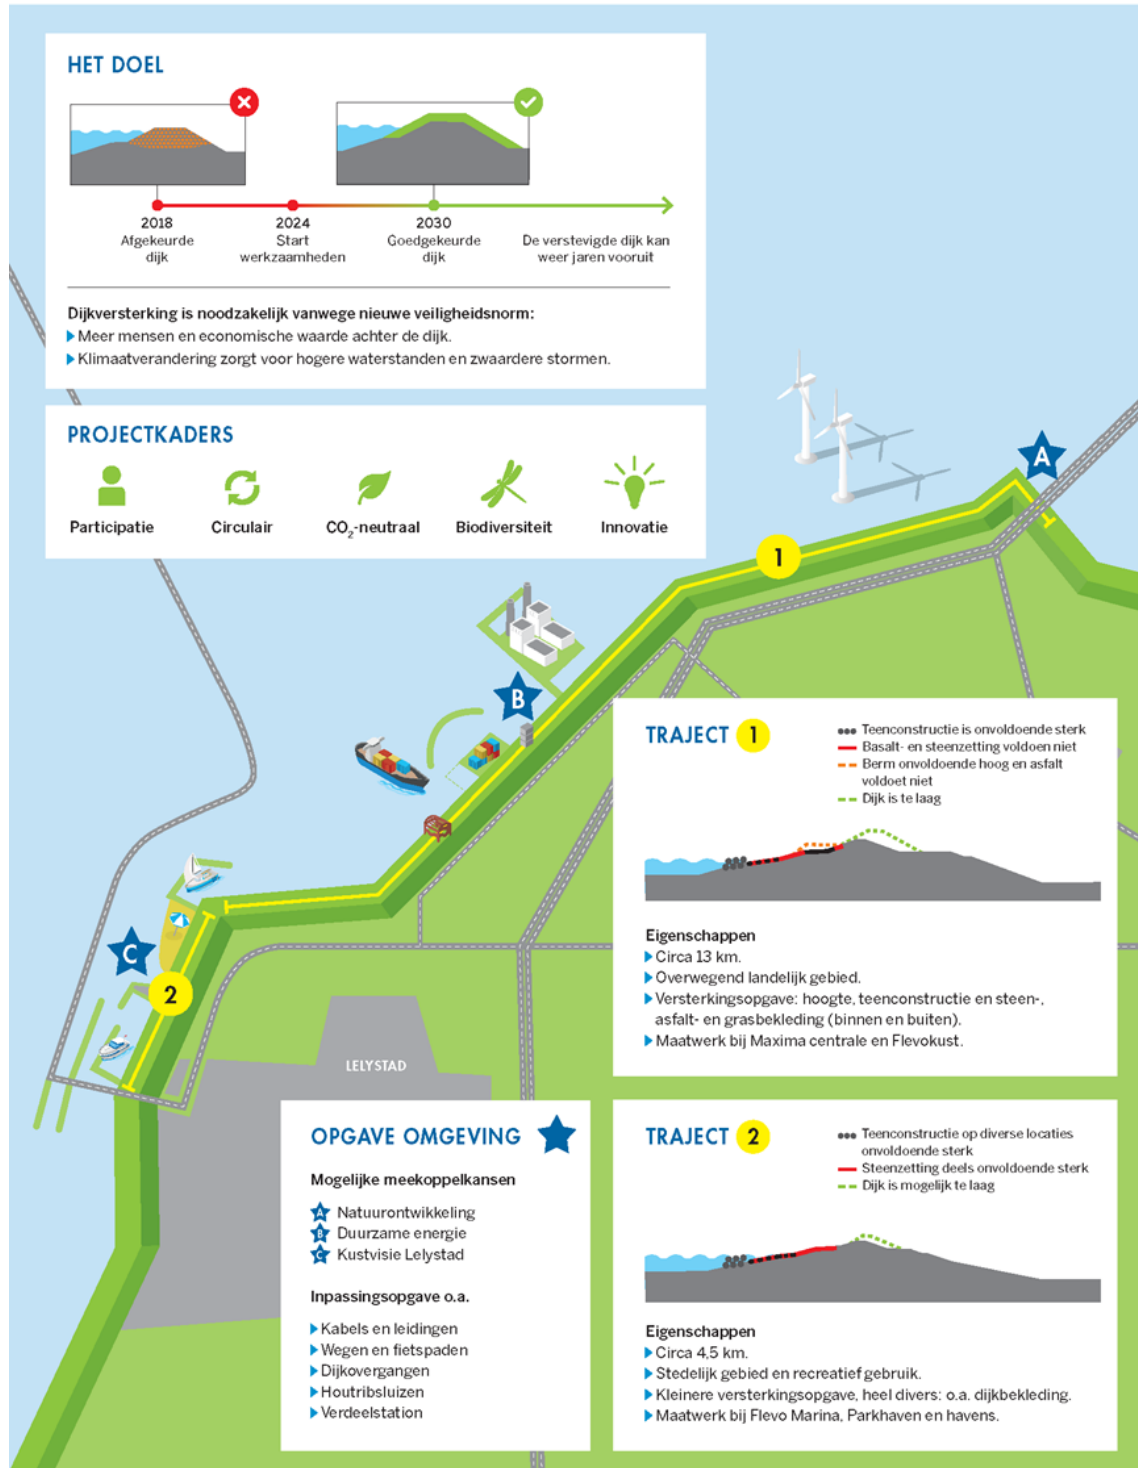 HET DOEL
2018
Afgekeurde
dijk
2024
Start
werkzaamheden
2030
Goedgekeurde
dijk
De verstevigde dijk kan
weer jaren vooruit
Dijkversterking is noodzakelijk vanwege nieuwe veiligheidsnorm:
Meer mensen en economische waarde achter de dijk.
Klimaatverandering zorgt voor hogere waterstanden en zwaardere stormen.
PROJECTKADERS
Participatie
Circulair
CO₂-neutraal
Biodiversiteit
Innovatie
A
1
B
C
2
LELYSTAD
TRAJECT 1
Teenconstructie is onvoldoende sterk
Basalt- en steenzetting voldoen niet
Berm onvoldoende hoog en asfalt
voldoet niet
Dijk is te laag
Eigenschappen
Circa 13 km.
Overwegend landelijk gebied.
Versterkingsopgave: hoogte, teenconstructie en steen-,
asfalt- en grasbekleding (binnen en buiten).
Maatwerk bij Maxima centrale en Flevokust.
OPGAVE OMGEVING
Mogelijke meekoppelkansen
A Natuurontwikkeling
B Duurzame energie
C Kustvisie Lelystad
Inpassingsopgave o.a.
Kabels en leidingen
Wegen en fietspaden
Dijkovergangen
Houtribsluizen
Verdeelstation
TRAJECT 2
Teenconstructie op diverse locaties
onvoldoende sterk
Steenzetting deels onvoldoende sterk
Dijk is mogelijk te laag
Eigenschappen
Circa 4,5 km.
Stedelijk gebied en recreatief gebruik.
Kleinere versterkingsopgave, heel divers: o.a. dijkbekleding.
Maatwerk bij Flevo Marina, Parkhaven en havens.